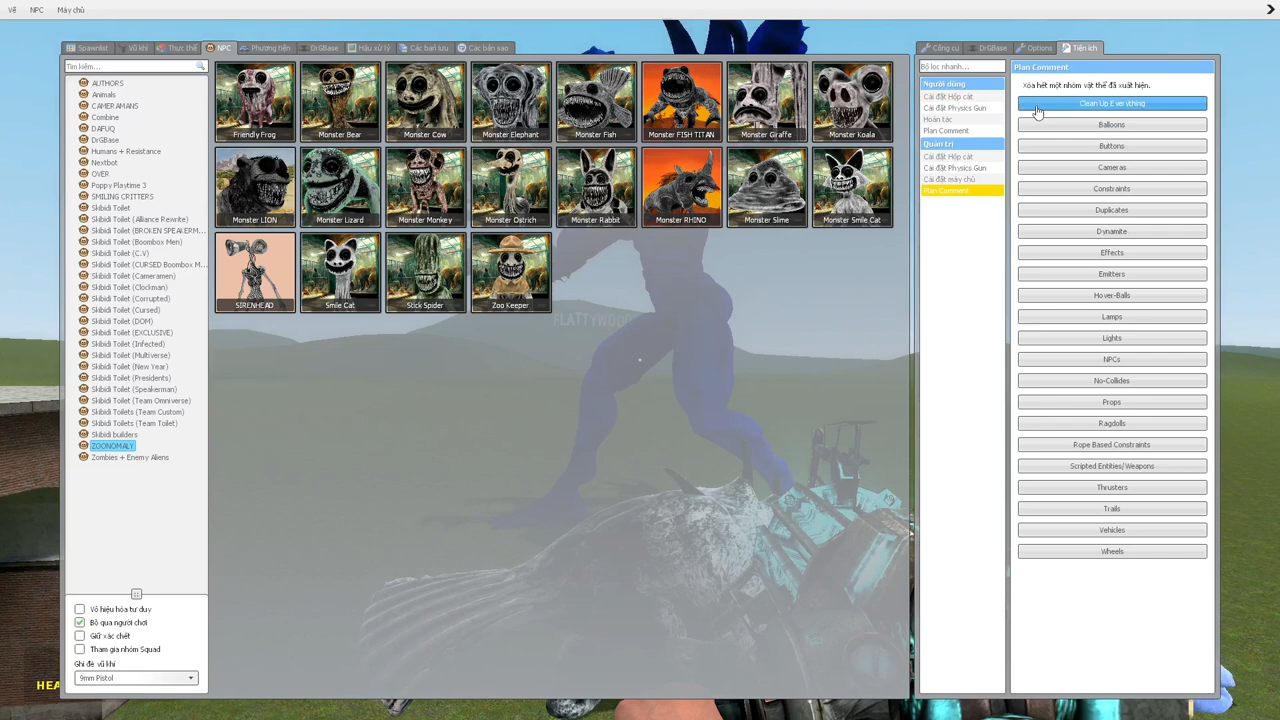 Vẽ NPC Máy chủ
Spawnlist Vũ khí Thực thể NPC Phương tiện DrGBase Hậu xử lý Các bản lưu Các bản sao
Tìm kiếm...
AUTHORS
Animals
CAMERAMANS
Combine
DAFUQ
DrGBase
Humans + Resistance
Nextbot
OVER
Poppy Playtime 3
SMILING CRITTERS
Skibidi Toilet
Skibidi Toilet (Alliance Rewrite)
Skibidi Toilet (BROKEN SPEAKERM...
Skibidi Toilet (Boombox Men)
Skibidi Toilet (C.V)
Skibidi Toilet (CURSED Boombox M...
Skibidi Toilet (Cameramen)
Skibidi Toilet (Clockman)
Skibidi Toilet (Corrupted)
Skibidi Toilet (Cursed)
Skibidi Toilet (DOM)
Skibidi Toilet (EXCLUSIVE)
Skibidi Toilet (Infected)
Skibidi Toilet (Multiverse)
Skibidi Toilet (New Year)
Skibidi Toilet (Presidents)
Skibidi Toilet (Speakerman)
Skibidi Toilet (Team Omniverse)
Skibidi Toilets (Team Custom)
Skibidi Toilets (Team Toilet)
Skibidi builders
ZOONOMALY
Zombies + Enemy Aliens
Vô hiệu hóa tư duy
Bỏ qua người chơi
Giữ xác chết
Tham gia nhóm Squad
Ghi đè vũ khí
9mm Pistol
Friendly Frog Monster Bear Monster Cow Monster Elephant Monster Fish Monster FISH TITAN Monster Giraffe Monster Koala
Monster LION Monster Lizard Monster Monkey Monster Ostrich Monster Rabbit Monster RHINO Monster Slime Monster Smile Cat
SIRENHEAD Smile Cat Stick Spider Zoo Keeper
FLATTYWOOD
HEA
Công cụ DrGBase Options Tiện ích
Bộ lọc nhanh...
Người dùng
Cài đặt Hộp cát
Cài đặt Physics Gun
Hoàn tác
Plan Comment
Quản trị
Cài đặt Hộp cát
Cài đặt Physics Gun
Cài đặt máy chủ
Plan Comment
Plan Comment
Xóa hết một nhóm vật thể đã xuất hiện.
Clean Up Everything
Balloons
Buttons
Cameras
Constraints
Duplicates
Dynamite
Effects
Emitters
Hover-Balls
Lamps
Lights
NPCs
No-Collides
Props
Ragdolls
Rope Based Constraints
Scripted Entities/Weapons
Thrusters
Trails
Vehicles
Wheels